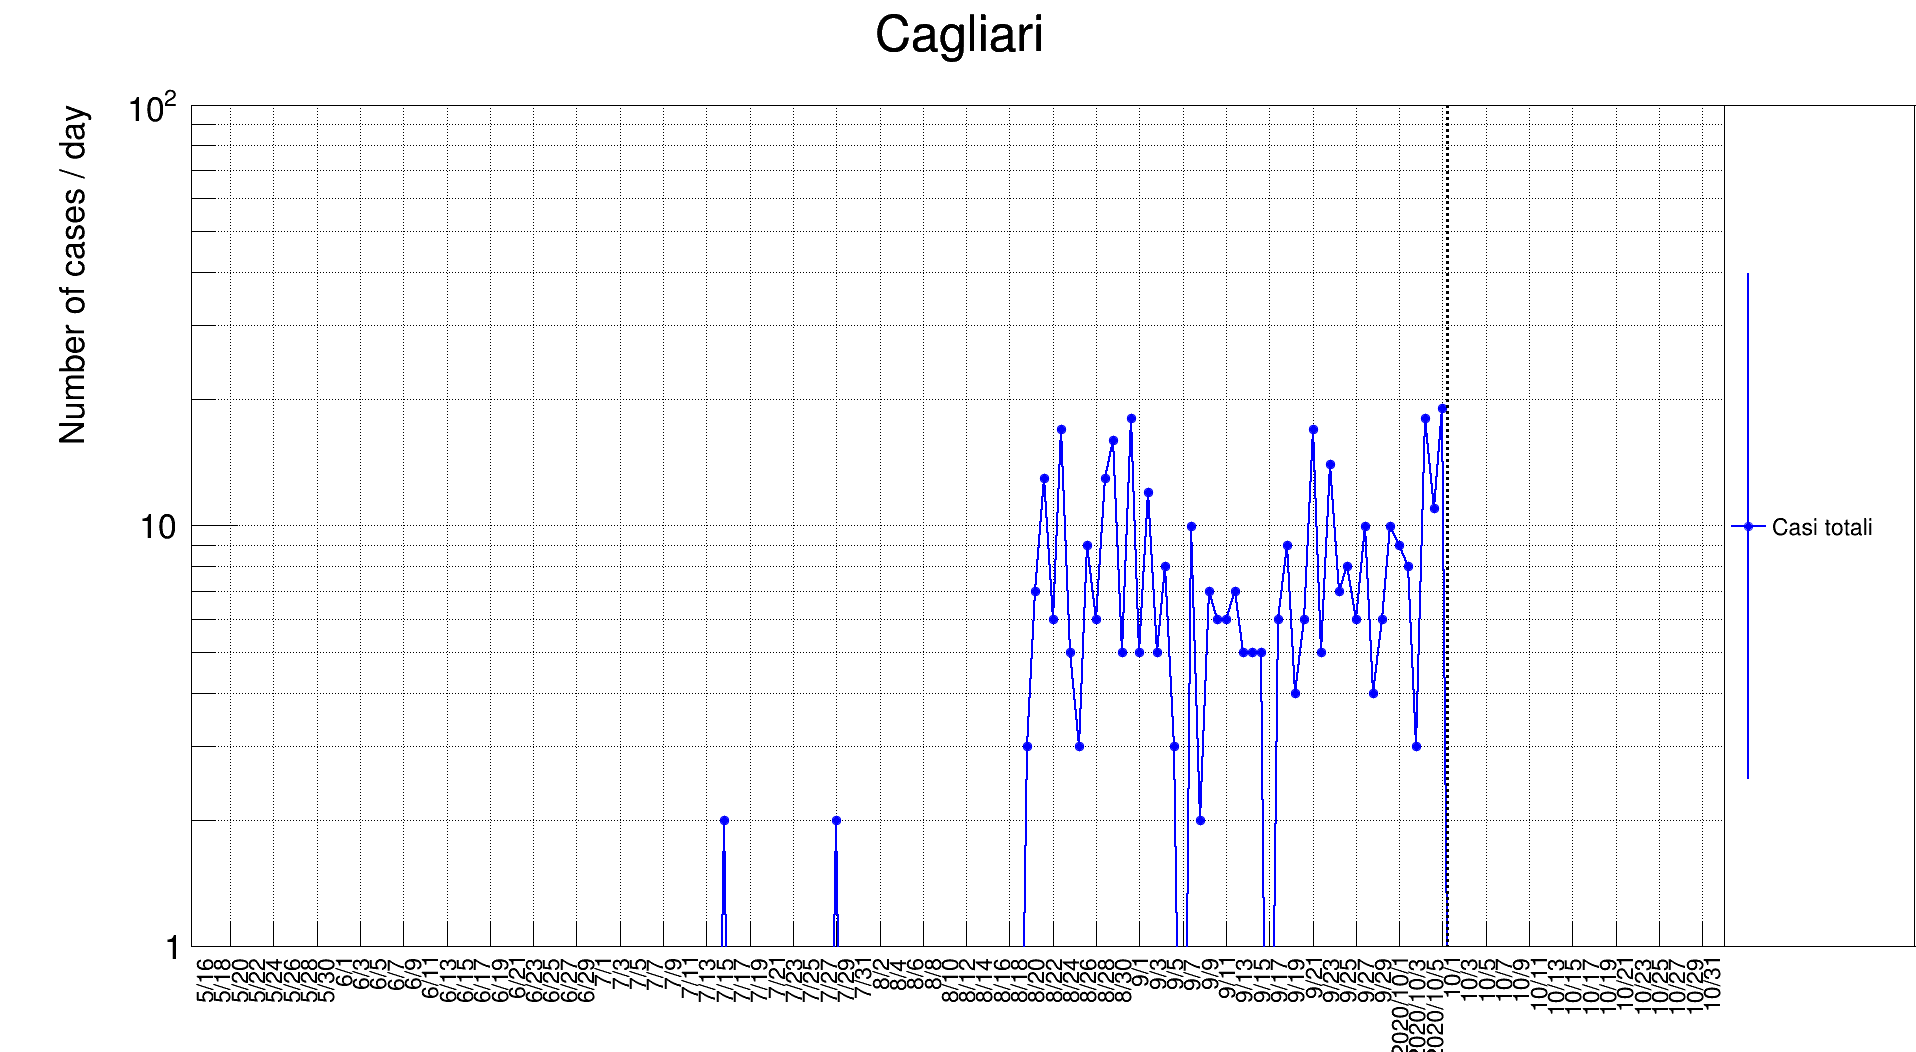 Cagliari
Number of cases / day
10²
10
1
5/16 5/18 5/20 5/22 5/24 5/26 5/28 5/30 6/1 6/3 6/5 6/7 6/9 6/11 6/13 6/15 6/17 6/19 6/21 6/23 6/25 6/27 6/29 7/1 7/3 7/5 7/7 7/9 7/11 7/13 7/15 7/17 7/19 7/21 7/23 7/25 7/27 7/29 7/31 8/2 8/4 8/6 8/8 8/10 8/12 8/14 8/16 8/18 8/20 8/22 8/24 8/26 8/28 8/30 9/1 9/3 9/5 9/7 9/9 9/11 9/13 9/15 9/17 9/19 9/21 9/23 9/25 9/27 9/29 2020/10/1 2020/10/3 2020/10/5 10/1 10/3 10/5 10/7 10/9 10/11 10/13 10/15 10/17 10/19 10/21 10/23 10/25 10/27 10/29 10/31
Casi totali